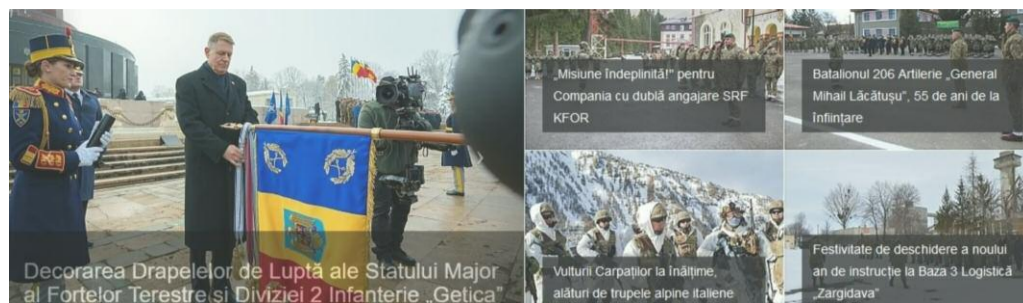 Decorarea Drapelelor de Luptă ale Statului Major
al Forțelor Terestre și Diviziei 2 Infanterie „Getica”
„Misiune îndeplinită!” pentru
Compania cu dublă angajare SRF
KFOR
Batalionul 206 Artilerie „General
Mihail Lăcătușu”, 55 de ani de la
înființare
Vulturii Carpaților la înălțime,
alături de trupele alpine italiene
Festivitate de deschidere a noului
an de instrucție la Baza 3 Logistică
„Zargidava”